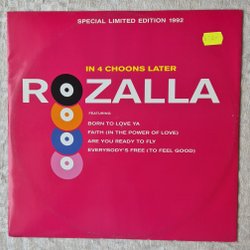 SPECIAL LIMITED EDITION 1992
IN 4 CHOONS LATER
ROZALLA
FEATURING
BORN TO LOVE YA
FAITH (IN THE POWER OF LOVE)
ARE YOU READY TO FLY
EVERYBODY'S FREE (TO FEEL GOOD)